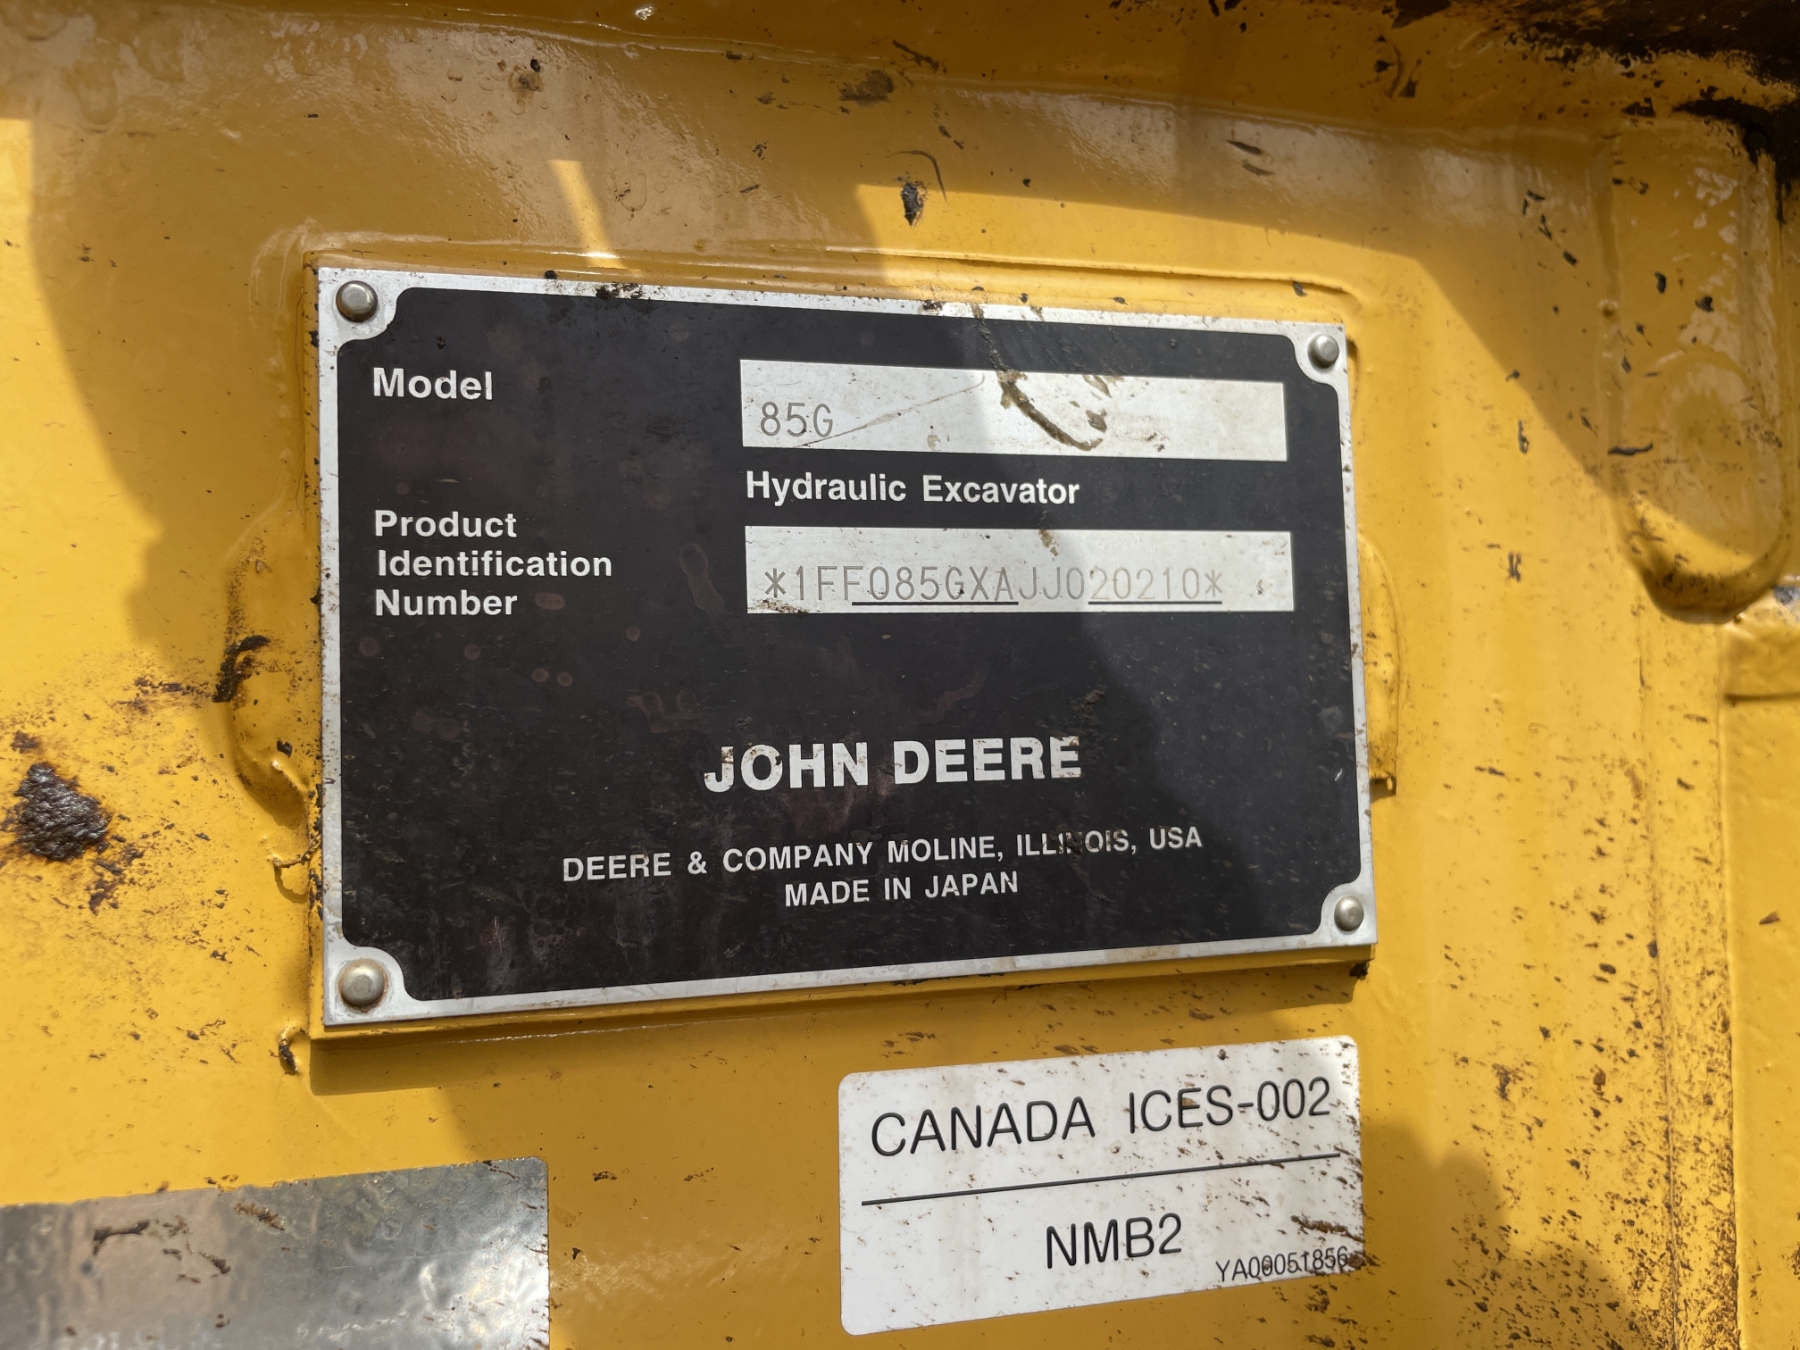 Model
85G
Hydraulic Excavator
Product
Identification
Number
*1FF085GXAJJ020210*
JOHN DEERE
DEERE & COMPANY MOLINE, ILLINOIS, USA
MADE IN JAPAN
CANADA ICES-002
NMB2
YA00051856